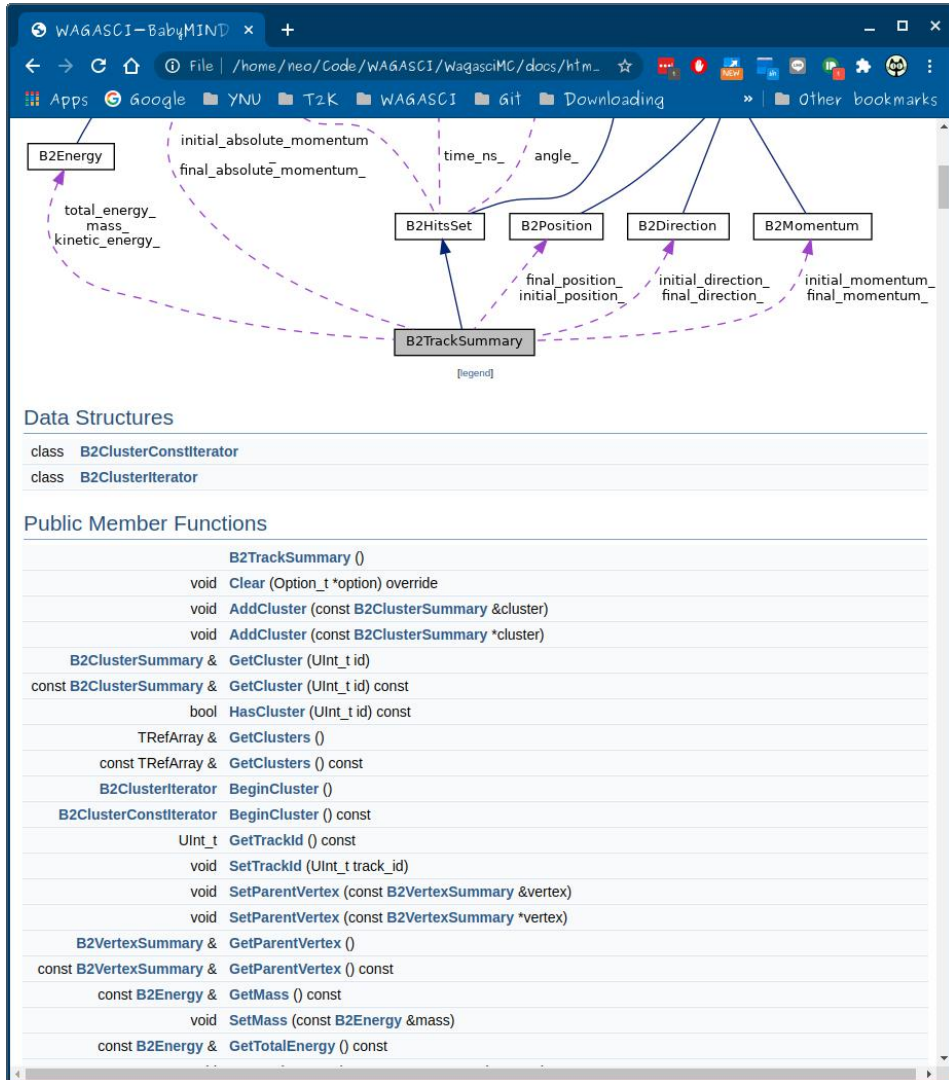 WAGASCI-BabyMIND
File
/home/neo/Code/WAGASCI/WagasciMC/docs/htm…
NEW
1
1
Apps
Google
YNU
T2K
WAGASCI
Git
Downloading
»
Other bookmarks
initial_absolute_momentum
_
final_absolute_momentum_
time_ns_
angle_
B2Energy
total_energy_
mass_
kinetic_energy_
B2HitsSet
B2Position
B2Direction
B2Momentum
final_position_
initial_position_
initial_direction_
final_direction_
initial_momentum_
final_momentum_
B2TrackSummary
[legend]
Data Structures
class B2ClusterConstIterator
class B2ClusterIterator
Public Member Functions
B2TrackSummary ()
void Clear (Option_t *option) override
void AddCluster (const B2ClusterSummary &cluster)
void AddCluster (const B2ClusterSummary *cluster)
B2ClusterSummary & GetCluster (UInt_t id)
const B2ClusterSummary & GetCluster (UInt_t id) const
bool HasCluster (UInt_t id) const
TRefArray & GetClusters ()
const TRefArray & GetClusters () const
B2ClusterIterator BeginCluster ()
B2ClusterConstIterator BeginCluster () const
UInt_t GetTrackId () const
void SetTrackId (UInt_t track_id)
void SetParentVertex (const B2VertexSummary &vertex)
void SetParentVertex (const B2VertexSummary *vertex)
B2VertexSummary & GetParentVertex ()
const B2VertexSummary & GetParentVertex () const
const B2Energy & GetMass () const
void SetMass (const B2Energy &mass)
const B2Energy & GetTotalEnergy () const